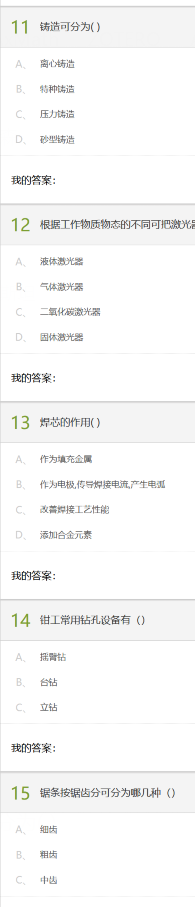 11 铸造可分为( )
A、 离心铸造
B、 特种铸造
C、 压力铸造
D、 砂型铸造
我的答案：
12 根据工作物质物态的不同可把激光器
A、 液体激光器
B、 气体激光器
C、 二氧化碳激光器
D、 固体激光器
我的答案：
13 焊芯的作用( )
A、 作为填充金属
B、 作为电极,传导焊接电流,产生电弧
C、 改善焊接工艺性能
D、 添加合金元素
我的答案：
14 钳工常用钻孔设备有（）
A、 摇臂钻
B、 台钻
C、 立钻
我的答案：
15 锯条按锯齿分可分为哪几种（）
A、 细齿
B、 粗齿
C、 中齿